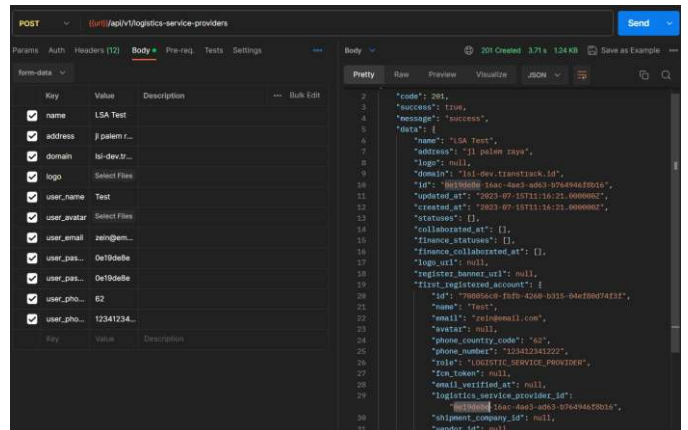 POST {{url}}/api/v1/logistics-service-providers Send
Params Auth Headers (12) Body Pre-req. Tests Settings
form-data
Key Value Description Bulk Edit
name LSA Test
address jl palem r...
domain lsi-dev.tr...
logo Select Files
user_name Test
user_avatar Select Files
user_email zein@em...
user_pas... 0e19de8e
user_pas... 0e19de8e
user_pho... 62
user_pho... 12341234...
Key Value Description
Body 201 Created 3.71 s 1.24 KB Save as Example
Pretty Raw Preview Visualize JSON
2 "code": 201,
3 "success": true,
4 "message": "success",
5 "data": {
6 "name": "LSA Test",
7 "address": "jl palem raya",
8 "logo": null,
9 "domain": "lsi-dev.transtrack.id",
10 "id": "0e19de8e-16ac-4ae3-ad63-b764946f8b16",
11 "updated_at": "2023-07-15T11:16:21.000000Z",
12 "created_at": "2023-07-15T11:16:21.000000Z",
13 "statuses": [],
14 "collaborated_at": [],
15 "finance_statuses": [],
16 "finance_collaborated_at": [],
17 "logo_url": null,
18 "register_banner_url": null,
19 "first_registered_account": {
20 "id": "708056c0-fbfb-4260-b315-04ef80d74f3f",
21 "name": "Test",
22 "email": "zein@email.com",
23 "avatar": null,
24 "phone_country_code": "62",
25 "phone_number": "123412341222",
26 "role": "LOGISTIC_SERVICE_PROVIDER",
27 "fcm_token": null,
28 "email_verified_at": null,
29 "logistics_service_provider_id":
"0e19de8e-16ac-4ae3-ad63-b764946f8b16",
30 "shipment_company_id": null,
31 "vendor_id": null,